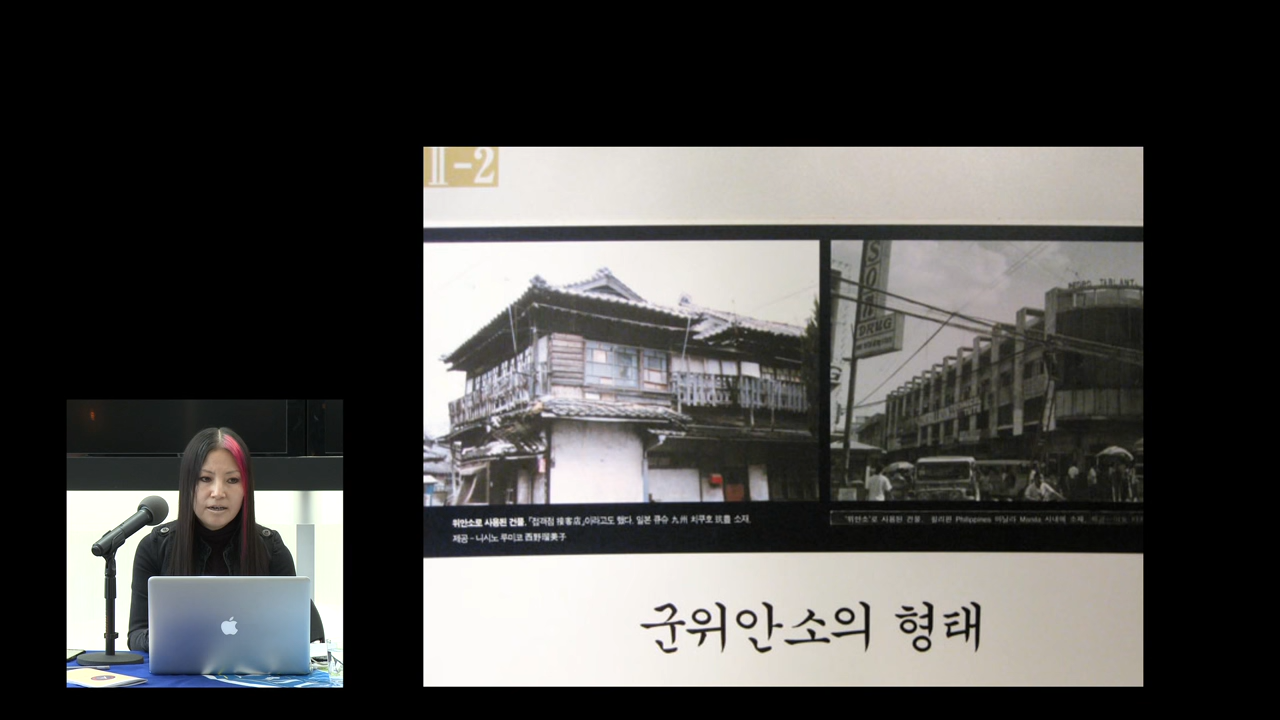 II-2
SON
DRUG
위안소로 사용된 건물. 「접객점 接客店」이라고도 했다. 일본 큐슈 九州 치쿠호 筑豊 소재.
제공 - 니시노 루미코 西野瑠美子
'위안소'로 사용된 건물. 필리핀 Philippines 마닐라 Manila 시내에 소재.
군위안소의 형태